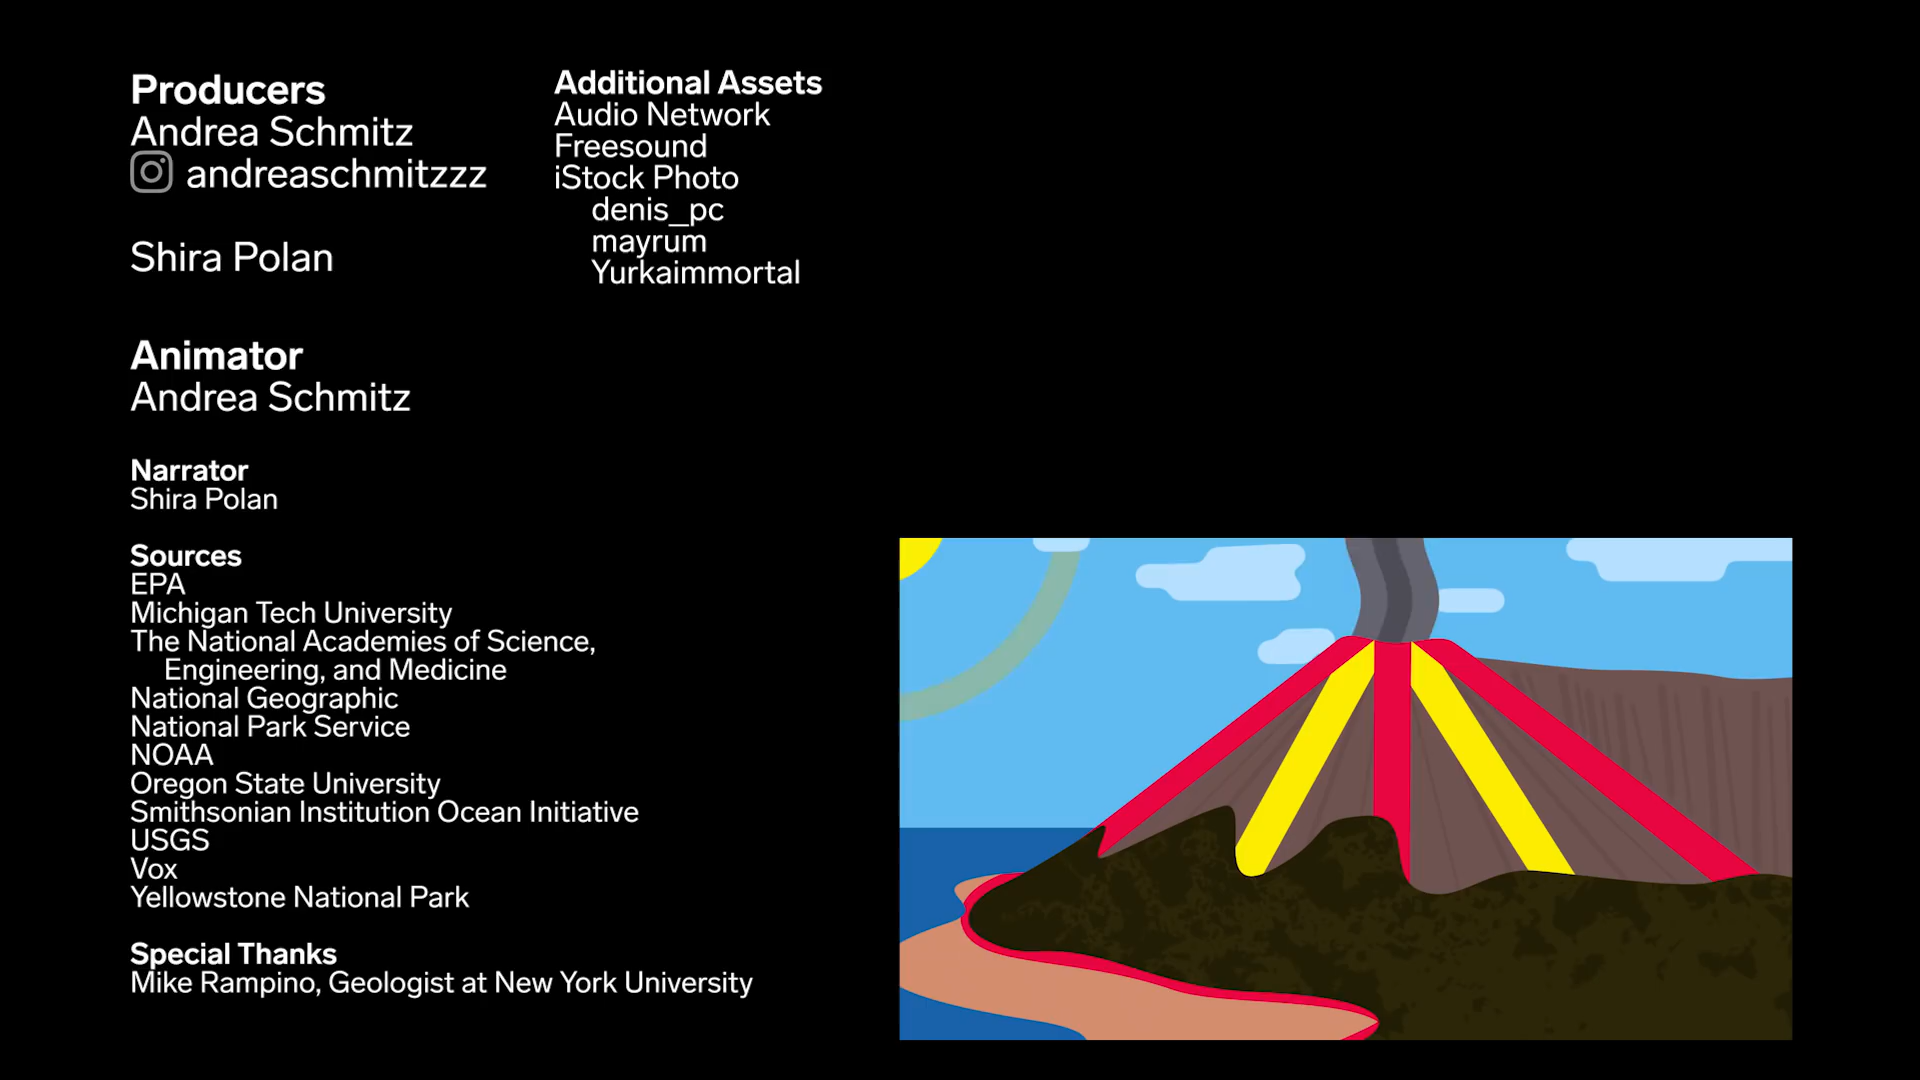 Producers
Andrea Schmitz
andreaschmitzzz
Shira Polan
Animator
Andrea Schmitz
Narrator
Shira Polan
Sources
EPA
Michigan Tech University
The National Academies of Science,
Engineering, and Medicine
National Geographic
National Park Service
NOAA
Oregon State University
Smithsonian Institution Ocean Initiative
USGS
Vox
Yellowstone National Park
Special Thanks
Mike Rampino, Geologist at New York University
Additional Assets
Audio Network
Freesound
iStock Photo
denis_pc
mayrum
Yurkaimmortal